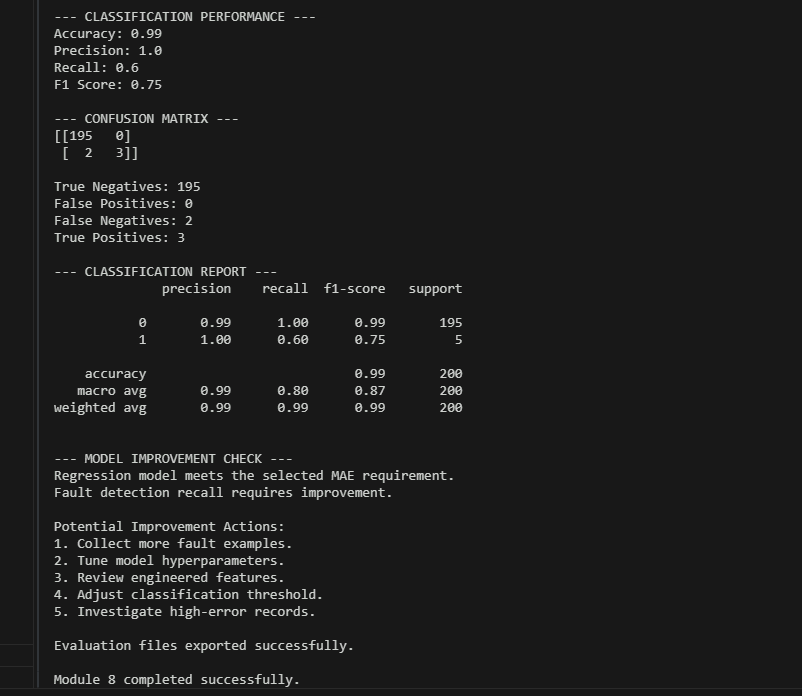 --- CLASSIFICATION PERFORMANCE ---
Accuracy: 0.99
Precision: 1.0
Recall: 0.6
F1 Score: 0.75

--- CONFUSION MATRIX ---
[[195   0]
 [  2   3]]

True Negatives: 195
False Positives: 0
False Negatives: 2
True Positives: 3

--- CLASSIFICATION REPORT ---
              precision    recall  f1-score   support

           0       0.99      1.00      0.99       195
           1       1.00      0.60      0.75         5

    accuracy                           0.99       200
   macro avg       0.99      0.80      0.87       200
weighted avg       0.99      0.99      0.99       200

--- MODEL IMPROVEMENT CHECK ---
Regression model meets the selected MAE requirement.
Fault detection recall requires improvement.

Potential Improvement Actions:
1. Collect more fault examples.
2. Tune model hyperparameters.
3. Review engineered features.
4. Adjust classification threshold.
5. Investigate high-error records.

Evaluation files exported successfully.

Module 8 completed successfully.